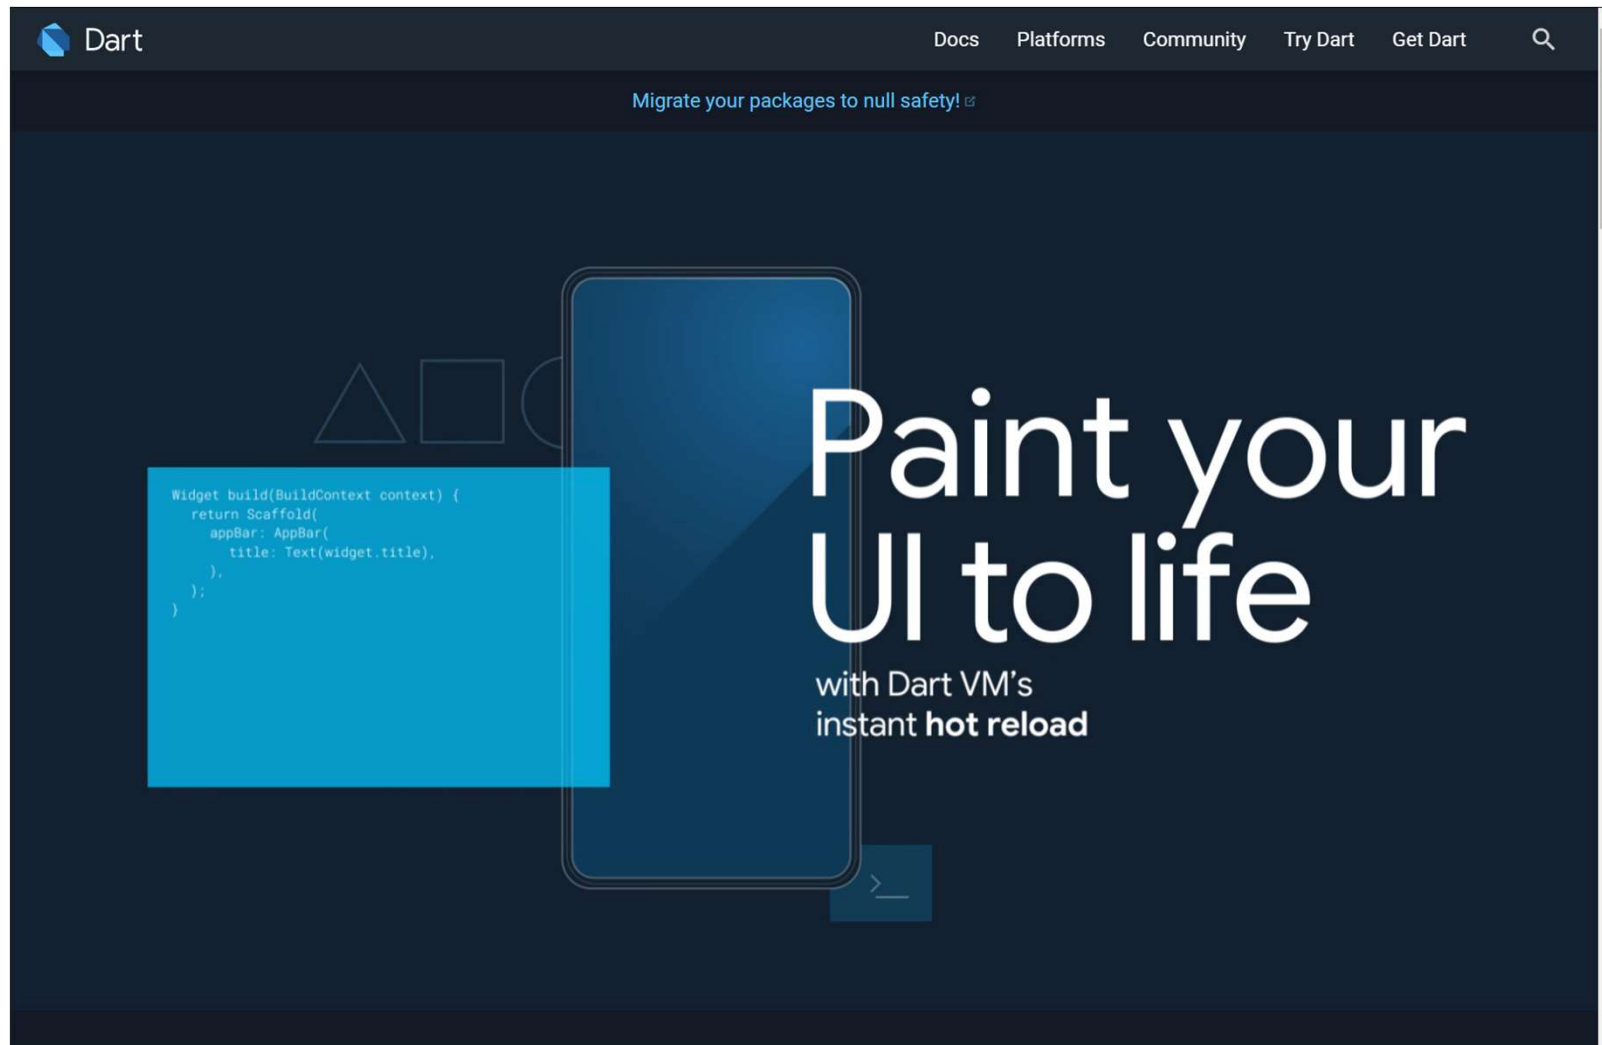 Dart
Docs
Platforms
Community
Try Dart
Get Dart
Migrate your packages to null safety!
Paint your
UI to life
with Dart VM’s
instant hot reload
Widget build(BuildContext context) {
return Scaffold(
appBar: AppBar(
title: Text(widget.title),
),
);
}
>_